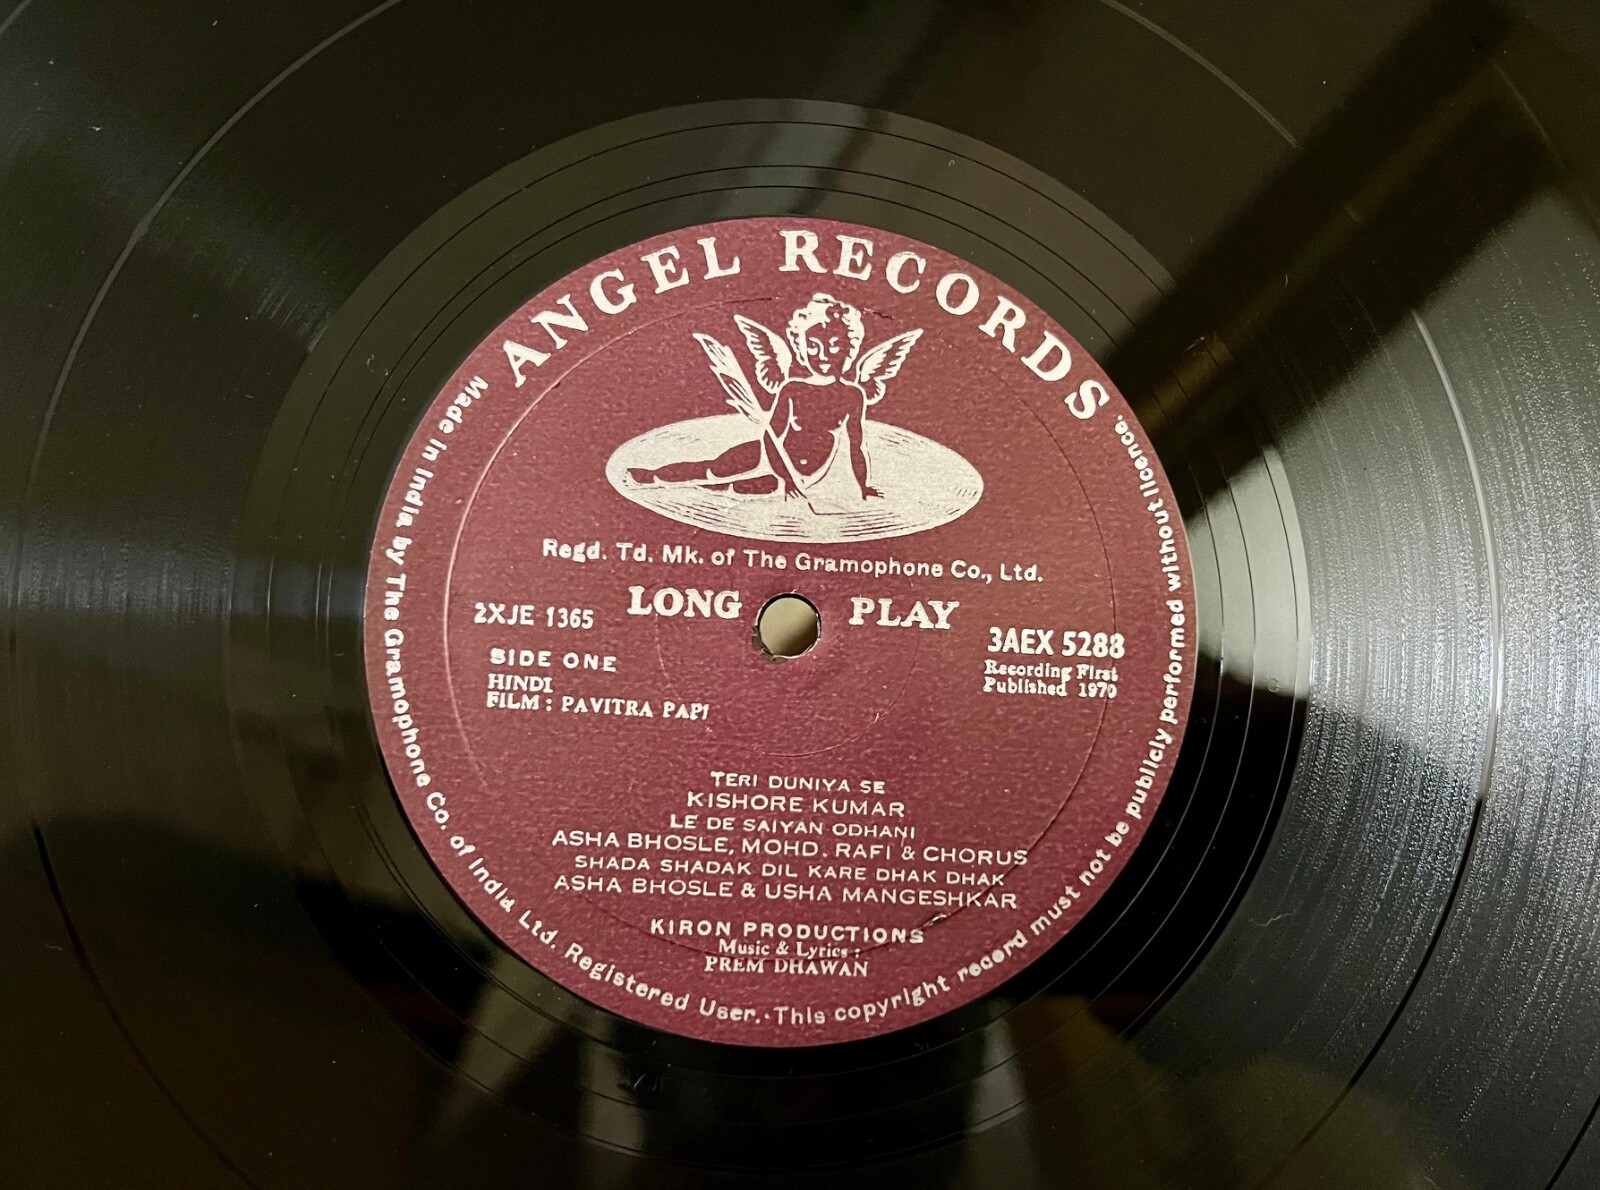 ANGEL RECORDS
Regd. Td. Mk. of The Gramophone Co., Ltd.
LONG PLAY
2XJE 1365
SIDE ONE
HINDI
FILM : PAVITRA PAPI
3AEX 5288
Recording First
Published 1970
TERI DUNIYA SE
KISHORE KUMAR
LE DE SAIYAN ODHANI
ASHA BHOSLE, MOHD. RAFI & CHORUS
SHADA SHADAK DIL KARE DHAK DHAK
ASHA BHOSLE & USHA MANGESHKAR
KIRON PRODUCTIONS
Music & Lyrics :
PREM DHAWAN
Made in India by The Gramophone Co. of India Ltd. Registered User.·This copyright record must not be publicly performed without licence.